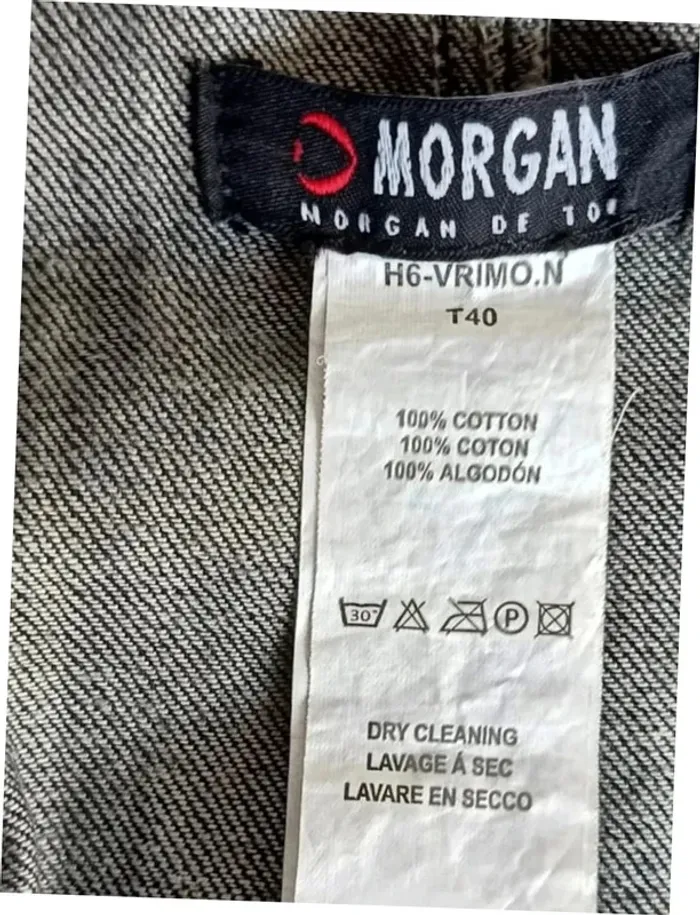 MORGAN
MORGAN DE
H6-VRIMO.N
T40
100% COTTON
100% COTON
100% ALGODÓN
30°
P
DRY CLEANING
LAVAGE Á SEC
LAVARE EN SECCO